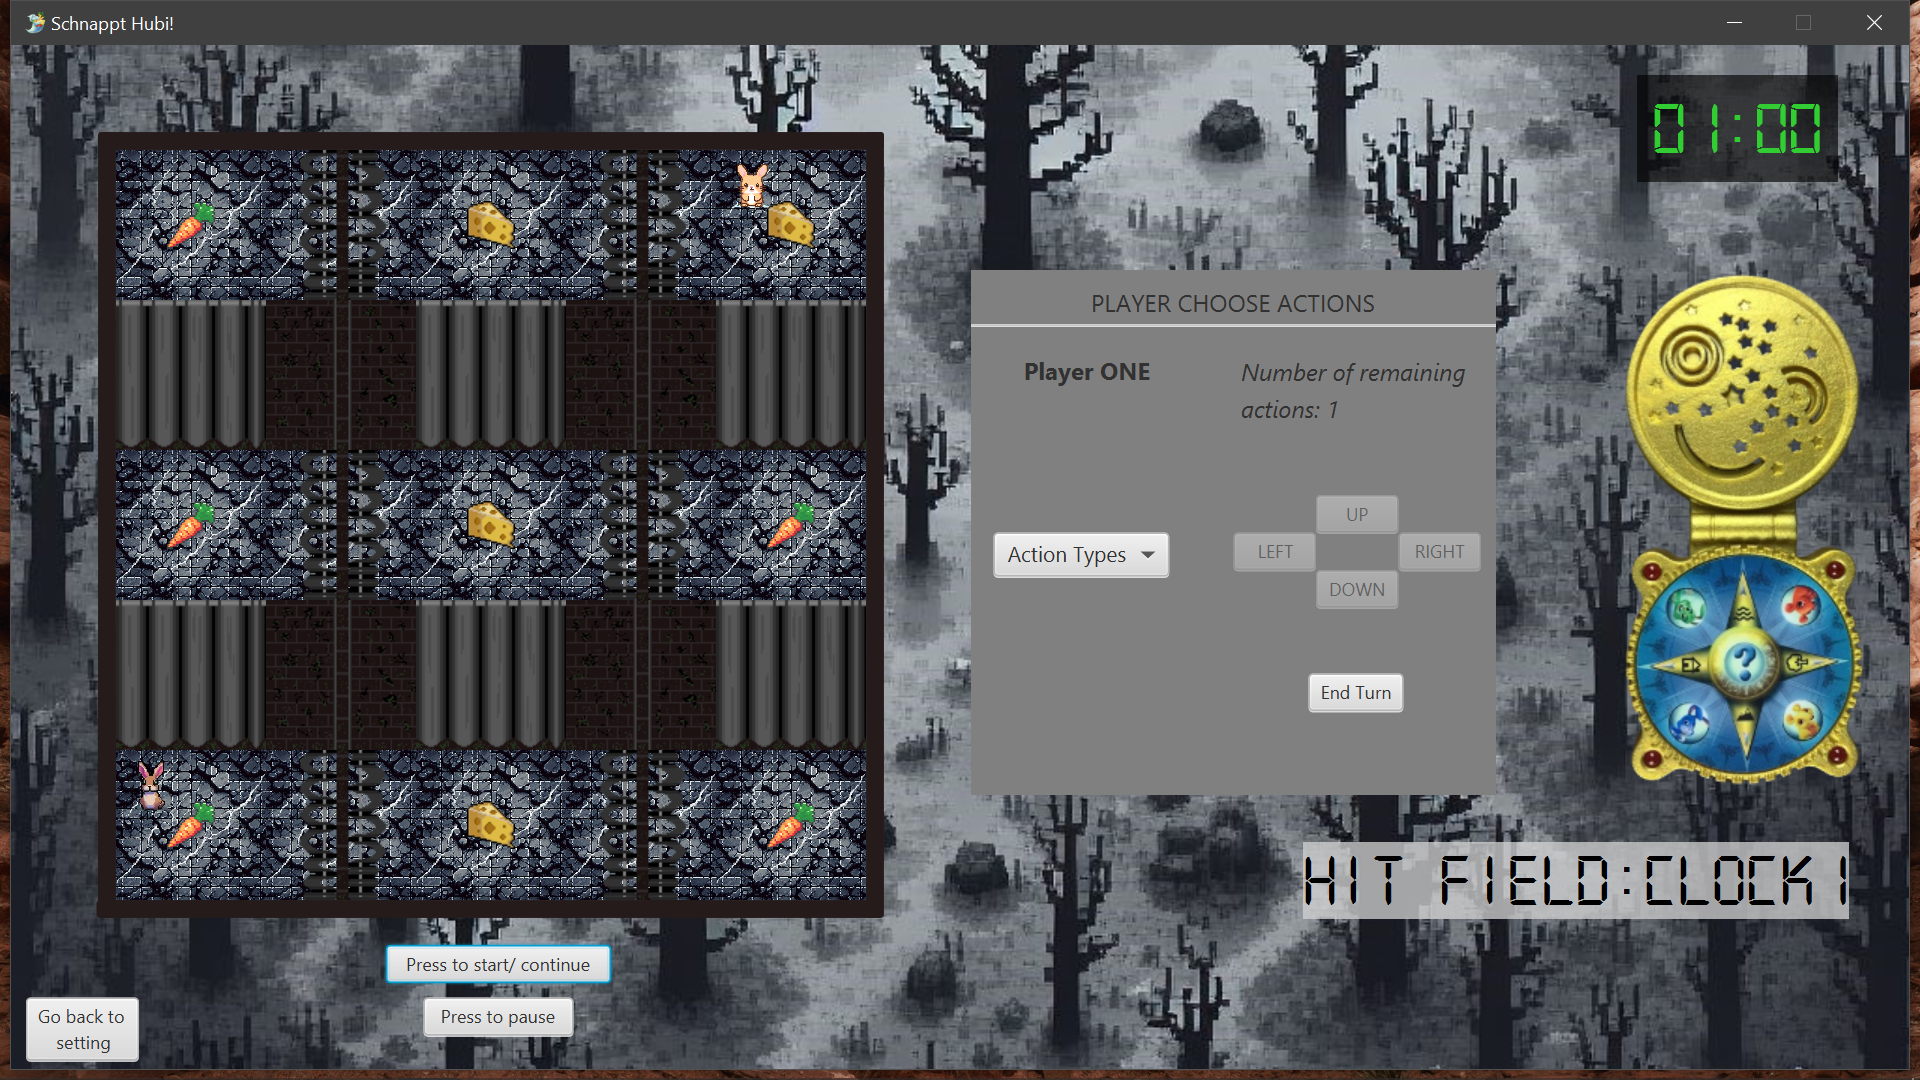 Schnappt Hubi!
01:00
PLAYER CHOOSE ACTIONS
Player ONE
Number of remaining
actions: 1
Action Types
UP
LEFT
RIGHT
DOWN
End Turn
?
HIT FIELD:CLOCK1
Press to start/ continue
Press to pause
Go back to
setting